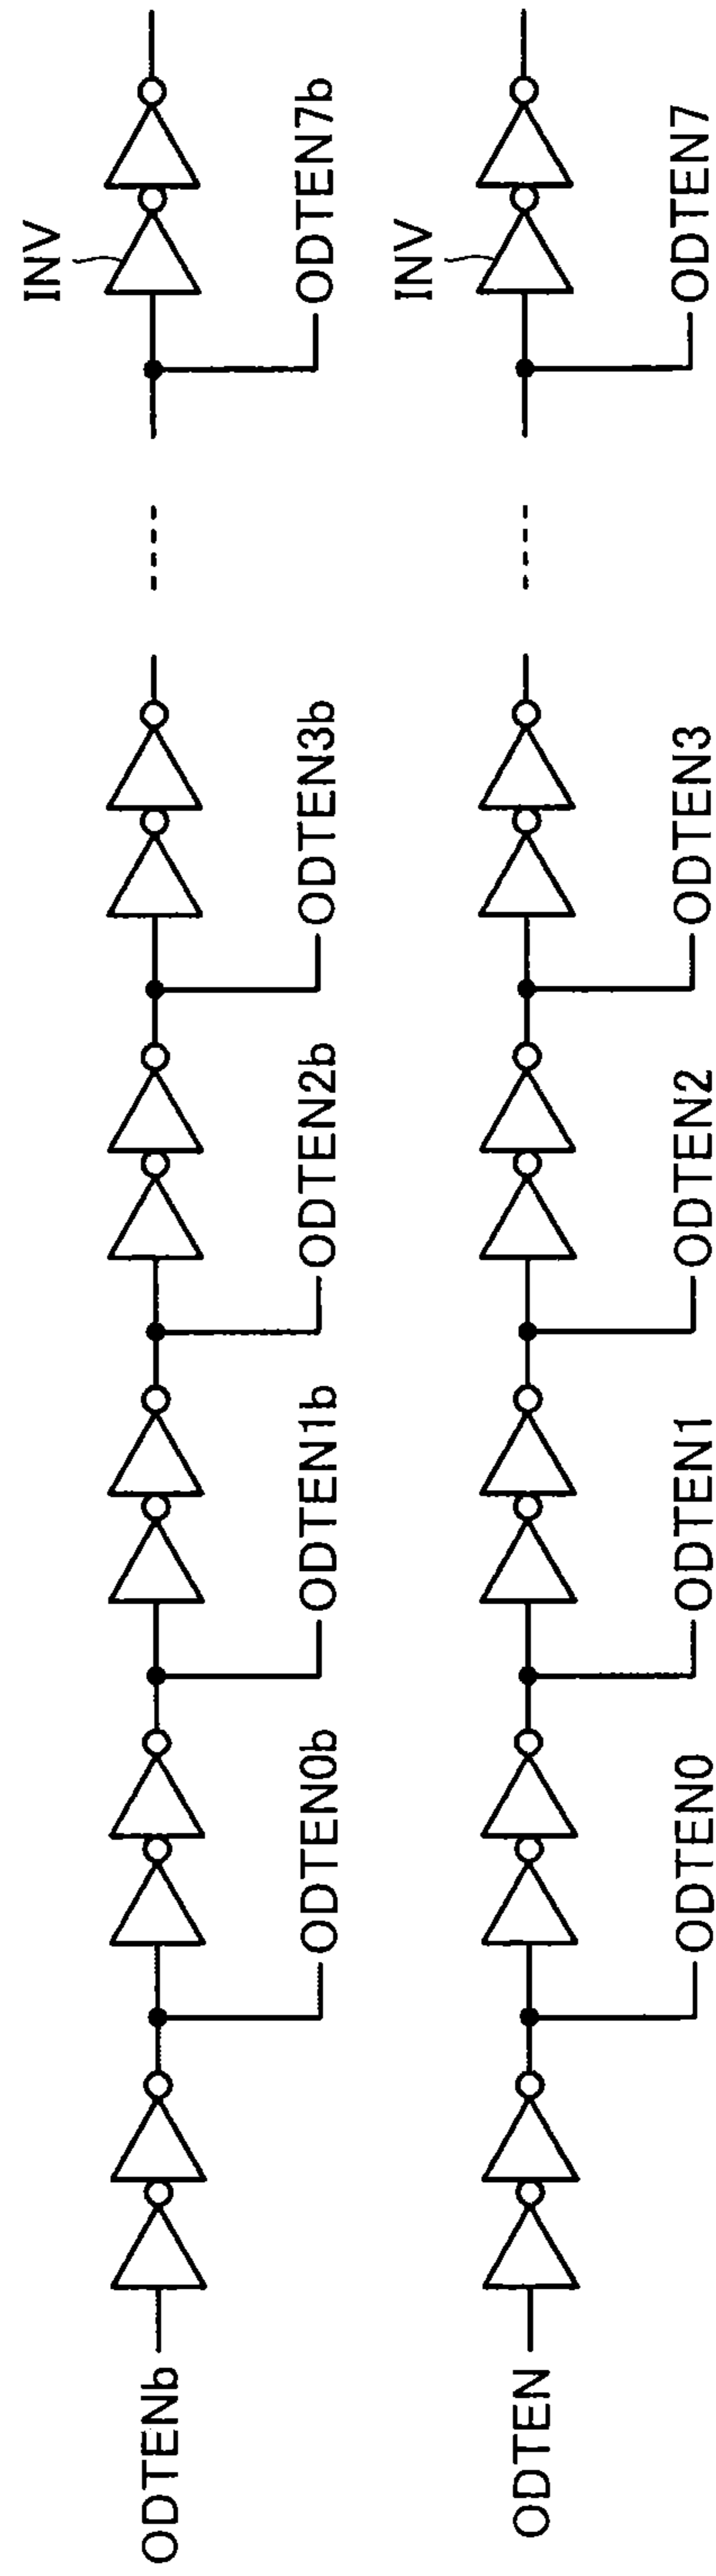 ODTENb
ODTEN0b
ODTEN1b
ODTEN2b
ODTEN3b
INV
ODTEN7b
ODTEN
ODTEN0
ODTEN1
ODTEN2
ODTEN3
INV
ODTEN7